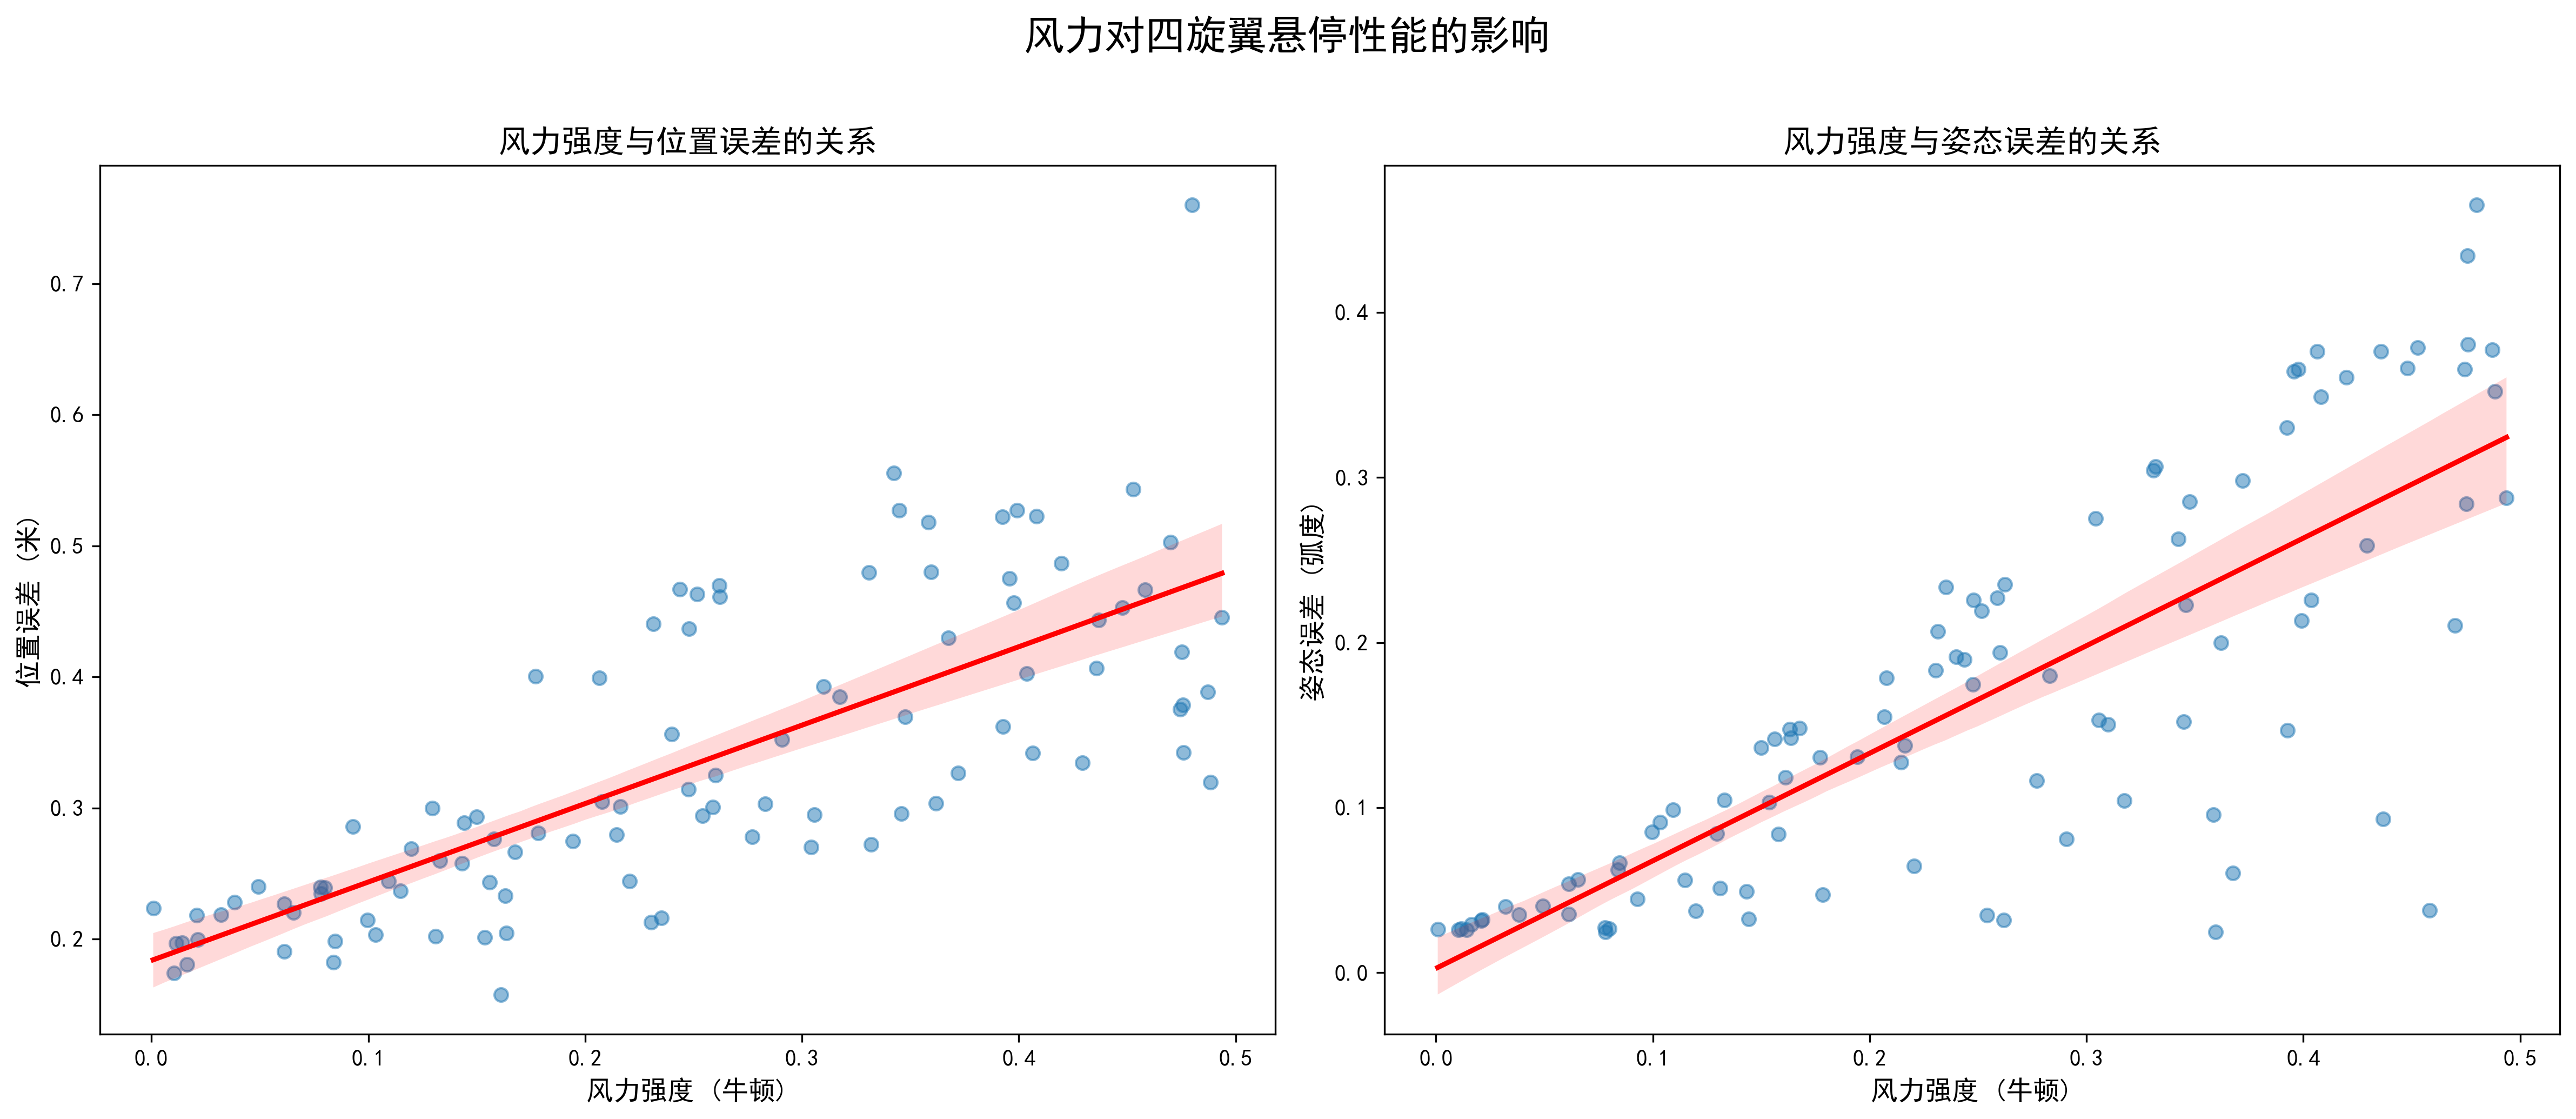 风力对四旋翼悬停性能的影响
风力强度与位置误差的关系
位置误差 (米)
0.7
0.6
0.5
0.4
0.3
0.2
0.0 0.1 0.2 0.3 0.4 0.5
风力强度 (牛顿)
风力强度与姿态误差的关系
姿态误差 (弧度)
0.4
0.3
0.2
0.1
0.0
0.0 0.1 0.2 0.3 0.4 0.5
风力强度 (牛顿)